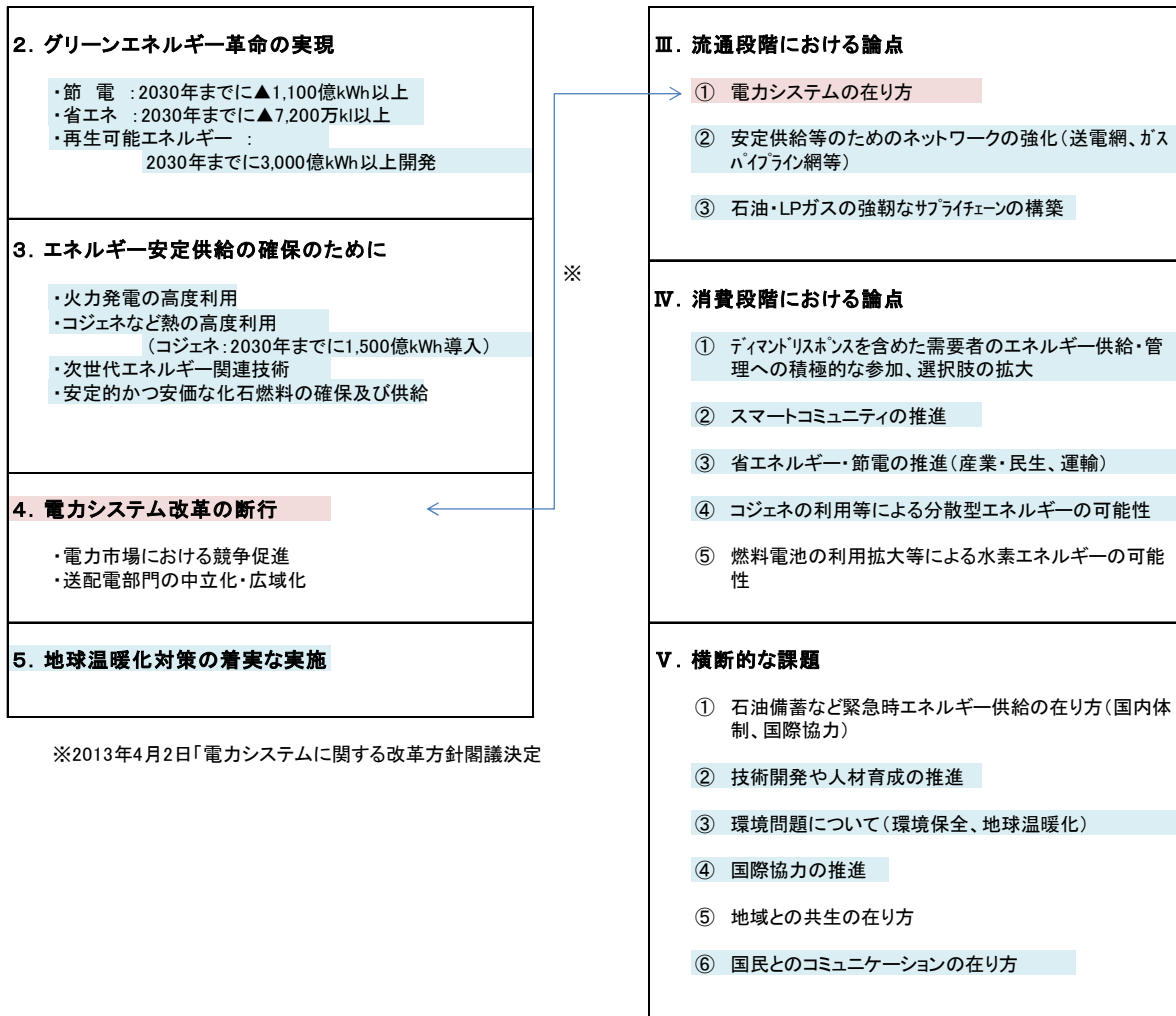 ２．グリーンエネルギー革命の実現
・節　電　：2030年までに▲1,100億kWh以上
・省エネ　：2030年までに▲7,200万kl以上
・再生可能エネルギー　：
2030年までに3,000億kWh以上開発
３．エネルギー安定供給の確保のために
・火力発電の高度利用
・コジェネなど熱の高度利用
（コジェネ：2030年までに1,500億kWh導入）
・次世代エネルギー関連技術
・安定的かつ安価な化石燃料の確保及び供給
４．電力システム改革の断行
・電力市場における競争促進
・送配電部門の中立化・広域化
５．地球温暖化対策の着実な実施
※2013年4月2日「電力システムに関する改革方針閣議決定
※
Ⅲ．流通段階における論点
①　電力システムの在り方
②　安定供給等のためのネットワークの強化（送電網、ｶﾞｽ
ﾊﾟｲﾌﾟﾗｲﾝ網等）
③　石油・LPガスの強靭なｻﾌﾟﾗｲﾁｪｰﾝの構築
Ⅳ．消費段階における論点
①　ﾃﾞｨﾏﾝﾄﾞﾘｽﾎﾟﾝｽを含めた需要者のエネルギー供給・管
理への積極的な参加、選択肢の拡大
②　スマートコミュニティの推進
③　省エネルギー・節電の推進（産業・民生、運輸）
④　コジェネの利用等による分散型エネルギーの可能性
⑤　燃料電池の利用拡大等による水素エネルギーの可能
性
Ⅴ．横断的な課題
①　石油備蓄など緊急時エネルギー供給の在り方（国内体
制、国際協力）
②　技術開発や人材育成の推進
③　環境問題について（環境保全、地球温暖化）
④　国際協力の推進
⑤　地域との共生の在り方
⑥　国民とのコミュニケーションの在り方